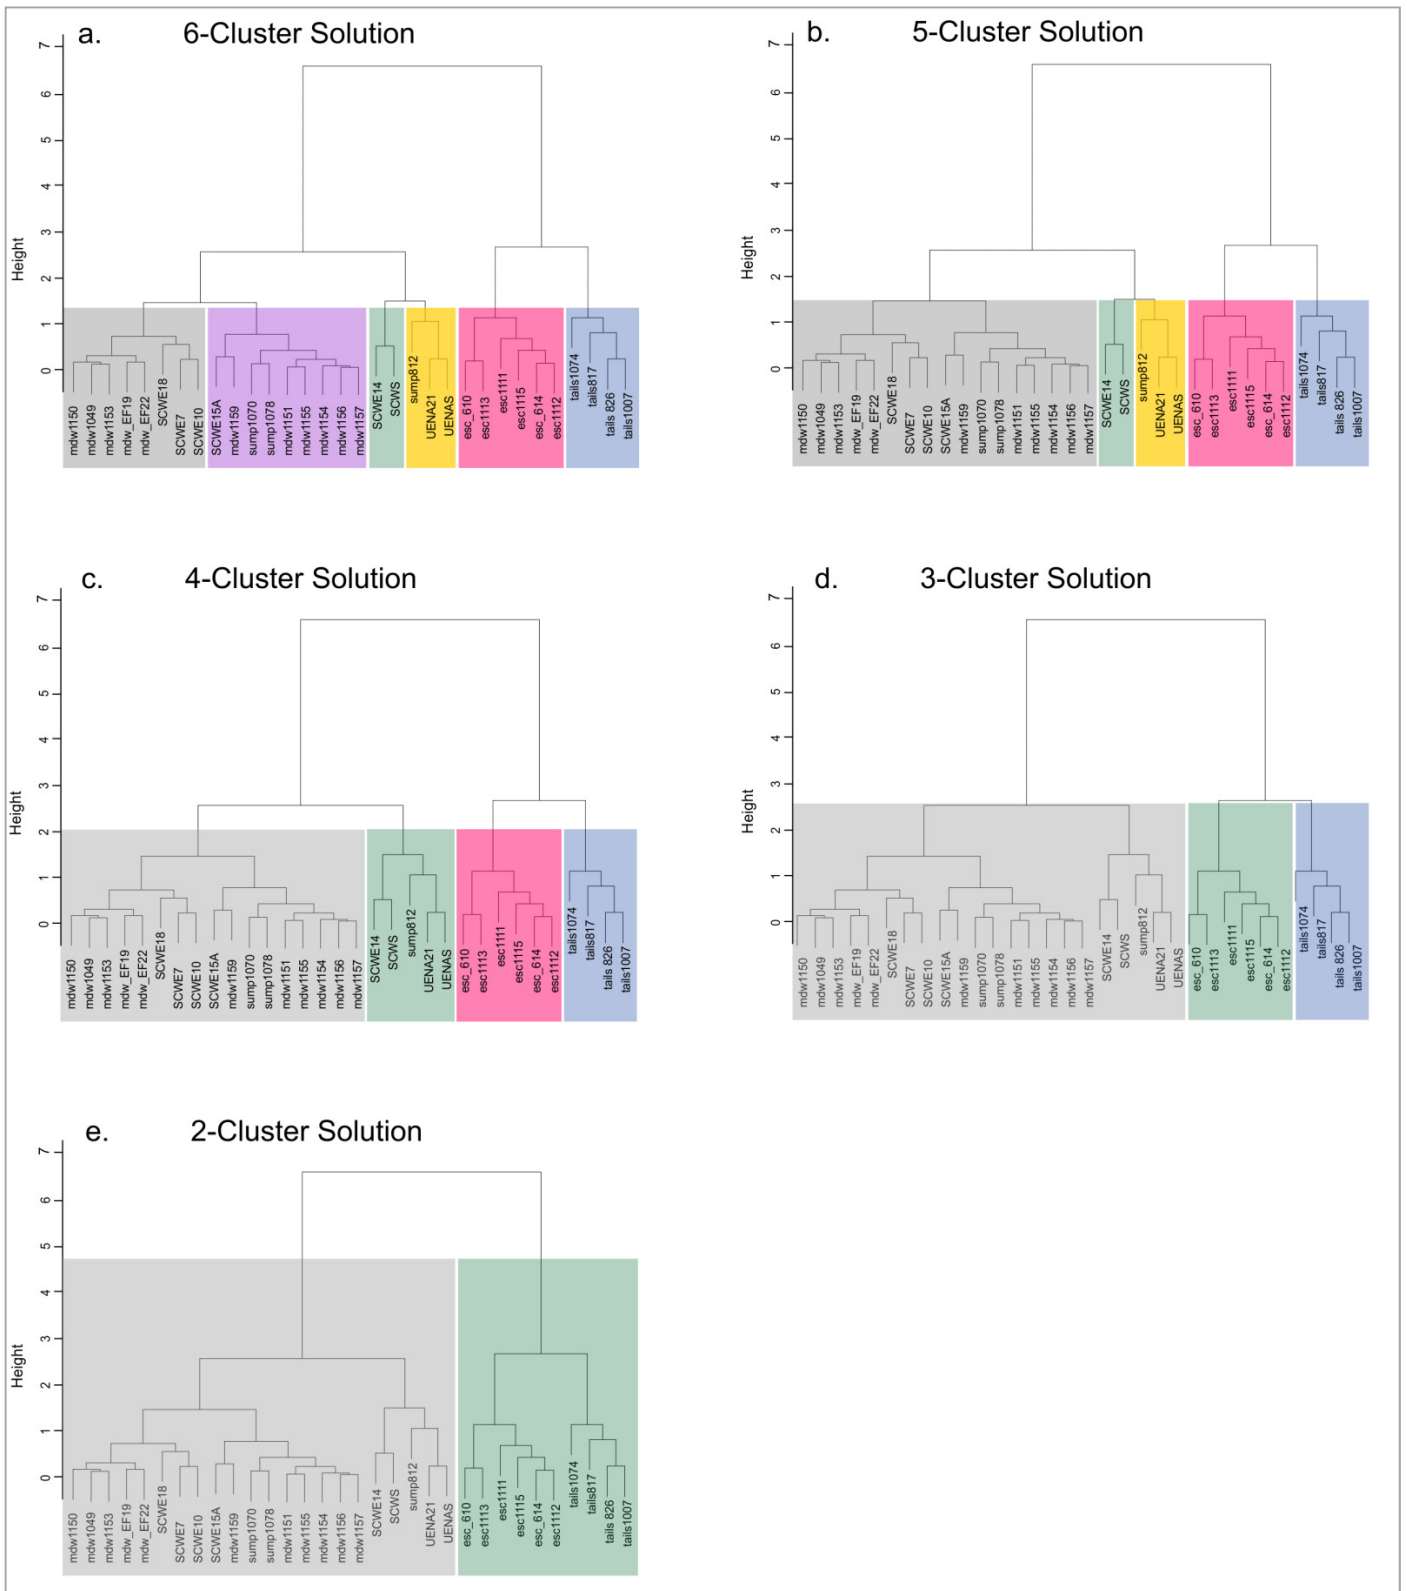 a. 6-Cluster Solution
Height
7
6
5
4
3
2
1
0
mdw1150
mdw1049
mdw1153
mdw_EF19
mdw_EF22
SCWE18
SCWE7
SCWE10
SCWE15A
mdw1159
sump1070
sump1078
mdw1151
mdw1155
mdw1154
mdw1156
mdw1157
SCWE14
SCWS
sump812
UENA21
UENAS
esc_610
esc1113
esc1111
esc1115
esc_614
esc1112
tails1074
tails817
tails 826
tails1007
b. 5-Cluster Solution
Height
7
6
5
4
3
2
1
0
mdw1150
mdw1049
mdw1153
mdw_EF19
mdw_EF22
SCWE18
SCWE7
SCWE10
SCWE15A
mdw1159
sump1070
sump1078
mdw1151
mdw1155
mdw1154
mdw1156
mdw1157
SCWE14
SCWS
sump812
UENA21
UENAS
esc_610
esc1113
esc1111
esc1115
esc_614
esc1112
tails1074
tails817
tails 826
tails1007
c. 4-Cluster Solution
Height
7
6
5
4
3
2
1
0
mdw1150
mdw1049
mdw1153
mdw_EF19
mdw_EF22
SCWE18
SCWE7
SCWE10
SCWE15A
mdw1159
sump1070
sump1078
mdw1151
mdw1155
mdw1154
mdw1156
mdw1157
SCWE14
SCWS
sump812
UENA21
UENAS
esc_610
esc1113
esc1111
esc1115
esc_614
esc1112
tails1074
tails817
tails 826
tails1007
d. 3-Cluster Solution
Height
7
6
5
4
3
2
1
0
mdw1150
mdw1049
mdw1153
mdw_EF19
mdw_EF22
SCWE18
SCWE7
SCWE10
SCWE15A
mdw1159
sump1070
sump1078
mdw1151
mdw1155
mdw1154
mdw1156
mdw1157
SCWE14
SCWS
sump812
UENA21
UENAS
esc_610
esc1113
esc1111
esc1115
esc_614
esc1112
tails1074
tails817
tails 826
tails1007
e. 2-Cluster Solution
Height
7
6
5
4
3
2
1
0
mdw1150
mdw1049
mdw1153
mdw_EF19
mdw_EF22
SCWE18
SCWE7
SCWE10
SCWE15A
mdw1159
sump1070
sump1078
mdw1151
mdw1155
mdw1154
mdw1156
mdw1157
SCWE14
SCWS
sump812
UENA21
UENAS
esc_610
esc1113
esc1111
esc1115
esc_614
esc1112
tails1074
tails817
tails 826
tails1007